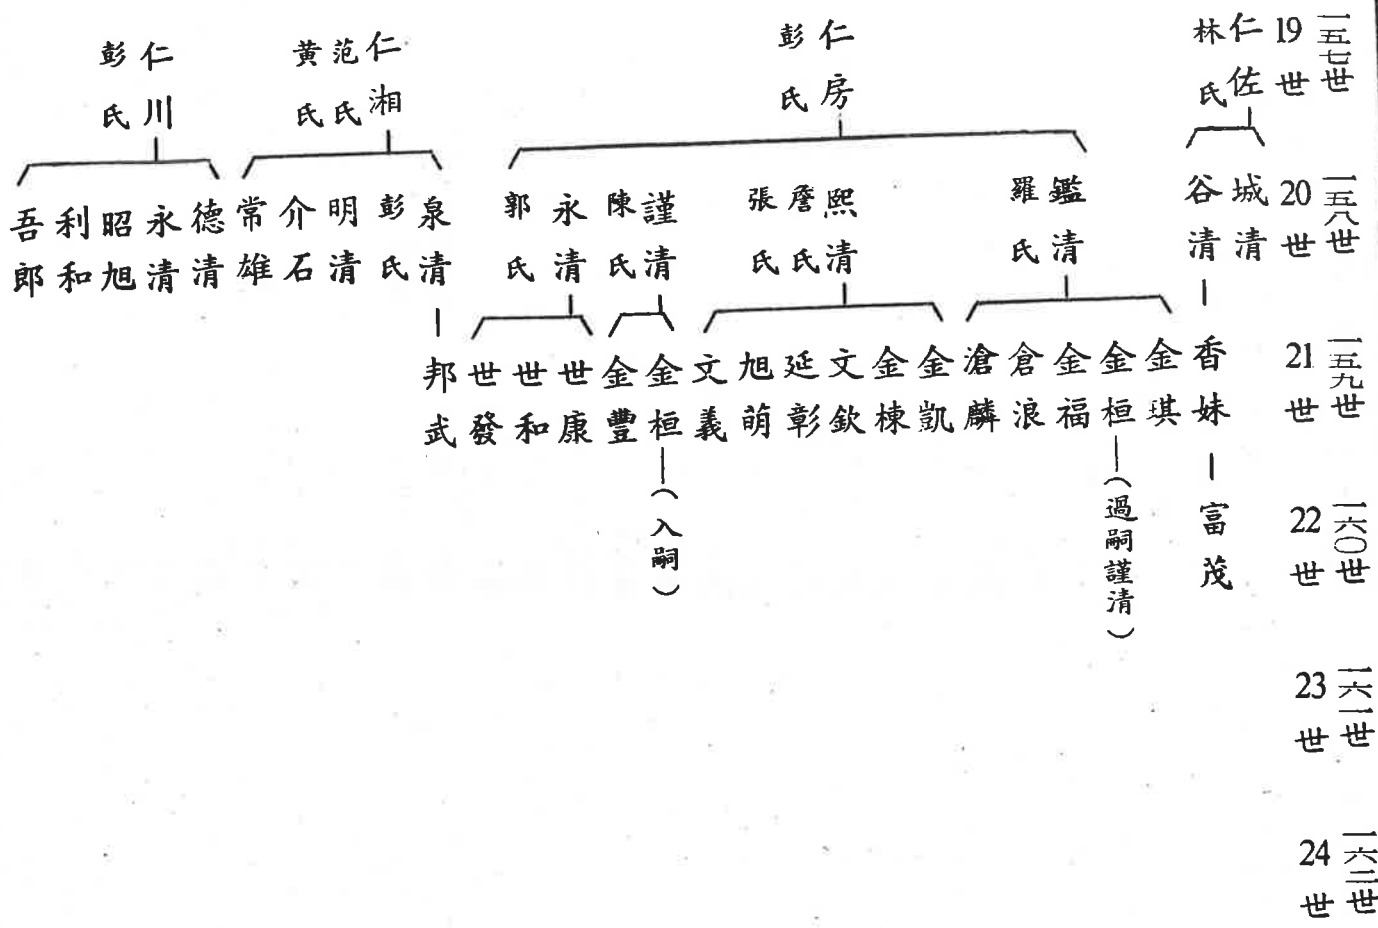 一五七世
19世
仁佐
林氏
仁房
彭氏
仁湘
范氏
黄氏
仁川
彭氏
一五八世
20世
城清
谷清
鑑清
羅氏
熙清
詹氏
張氏
謹清
陳氏
永清
郭氏
泉清
彭氏
明清
介石
常雄
德清
永清
昭旭
利和
吾郎
一五九世
21世
香妹
金琪
金桓
金福
倉浪
滄麟
金凱
金棟
文欽
延彰
旭萌
文義
金桓
金豐
世康
世和
世發
邦武
一六〇世
22世
富茂
(過嗣謹清)
(入嗣)
一六一世
23世
一六二世
24世